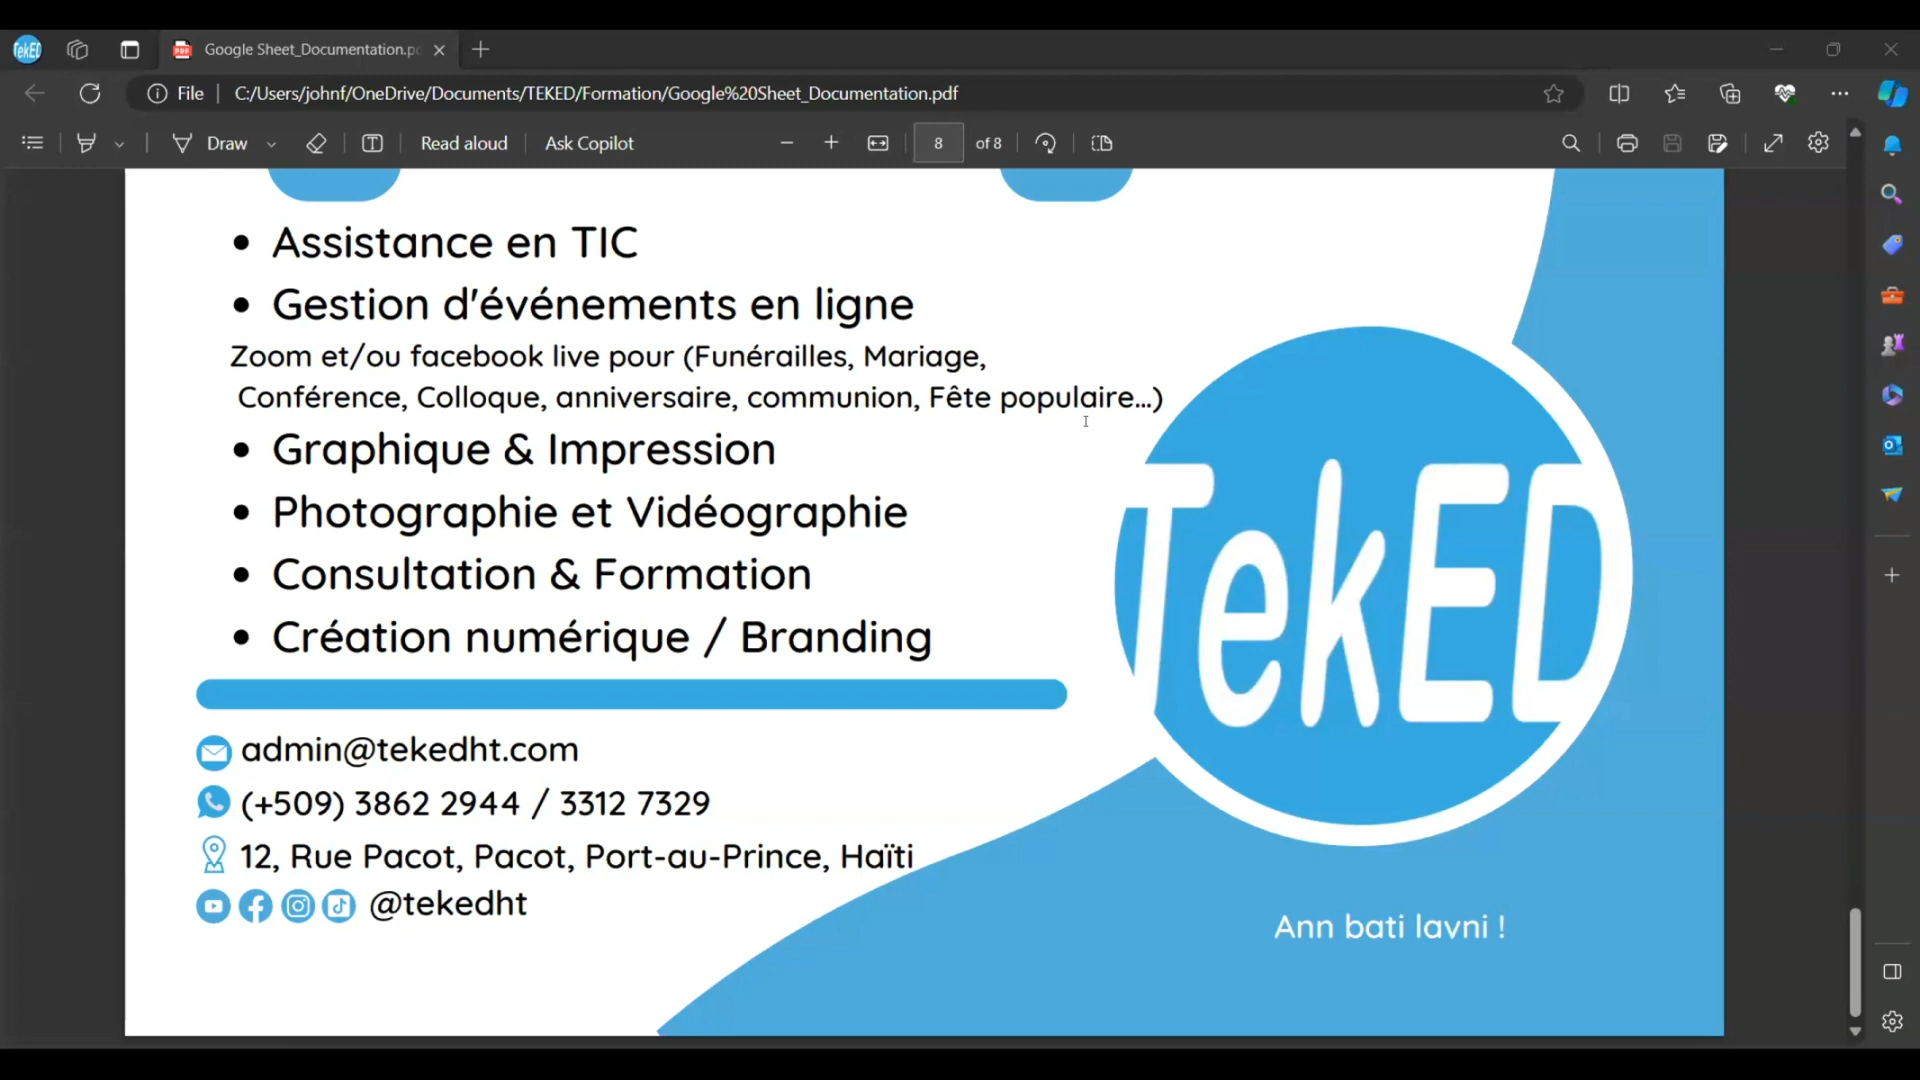 TekED
Google Sheet_Documentation.p
File
C:/Users/johnf/OneDrive/Documents/TEKED/Formation/Google%20Sheet_Documentation.pdf
Draw
Read aloud
Ask Copilot
8
of 8
• Assistance en TIC
• Gestion d'événements en ligne
Zoom et/ou facebook live pour (Funérailles, Mariage,
Conférence, Colloque, anniversaire, communion, Fête populaire...)
• Graphique & Impression
• Photographie et Vidéographie
• Consultation & Formation
• Création numérique / Branding
TekED
admin@tekedht.com
(+509) 3862 2944 / 3312 7329
12, Rue Pacot, Pacot, Port-au-Prince, Haïti
@tekedht
Ann bati lavni !